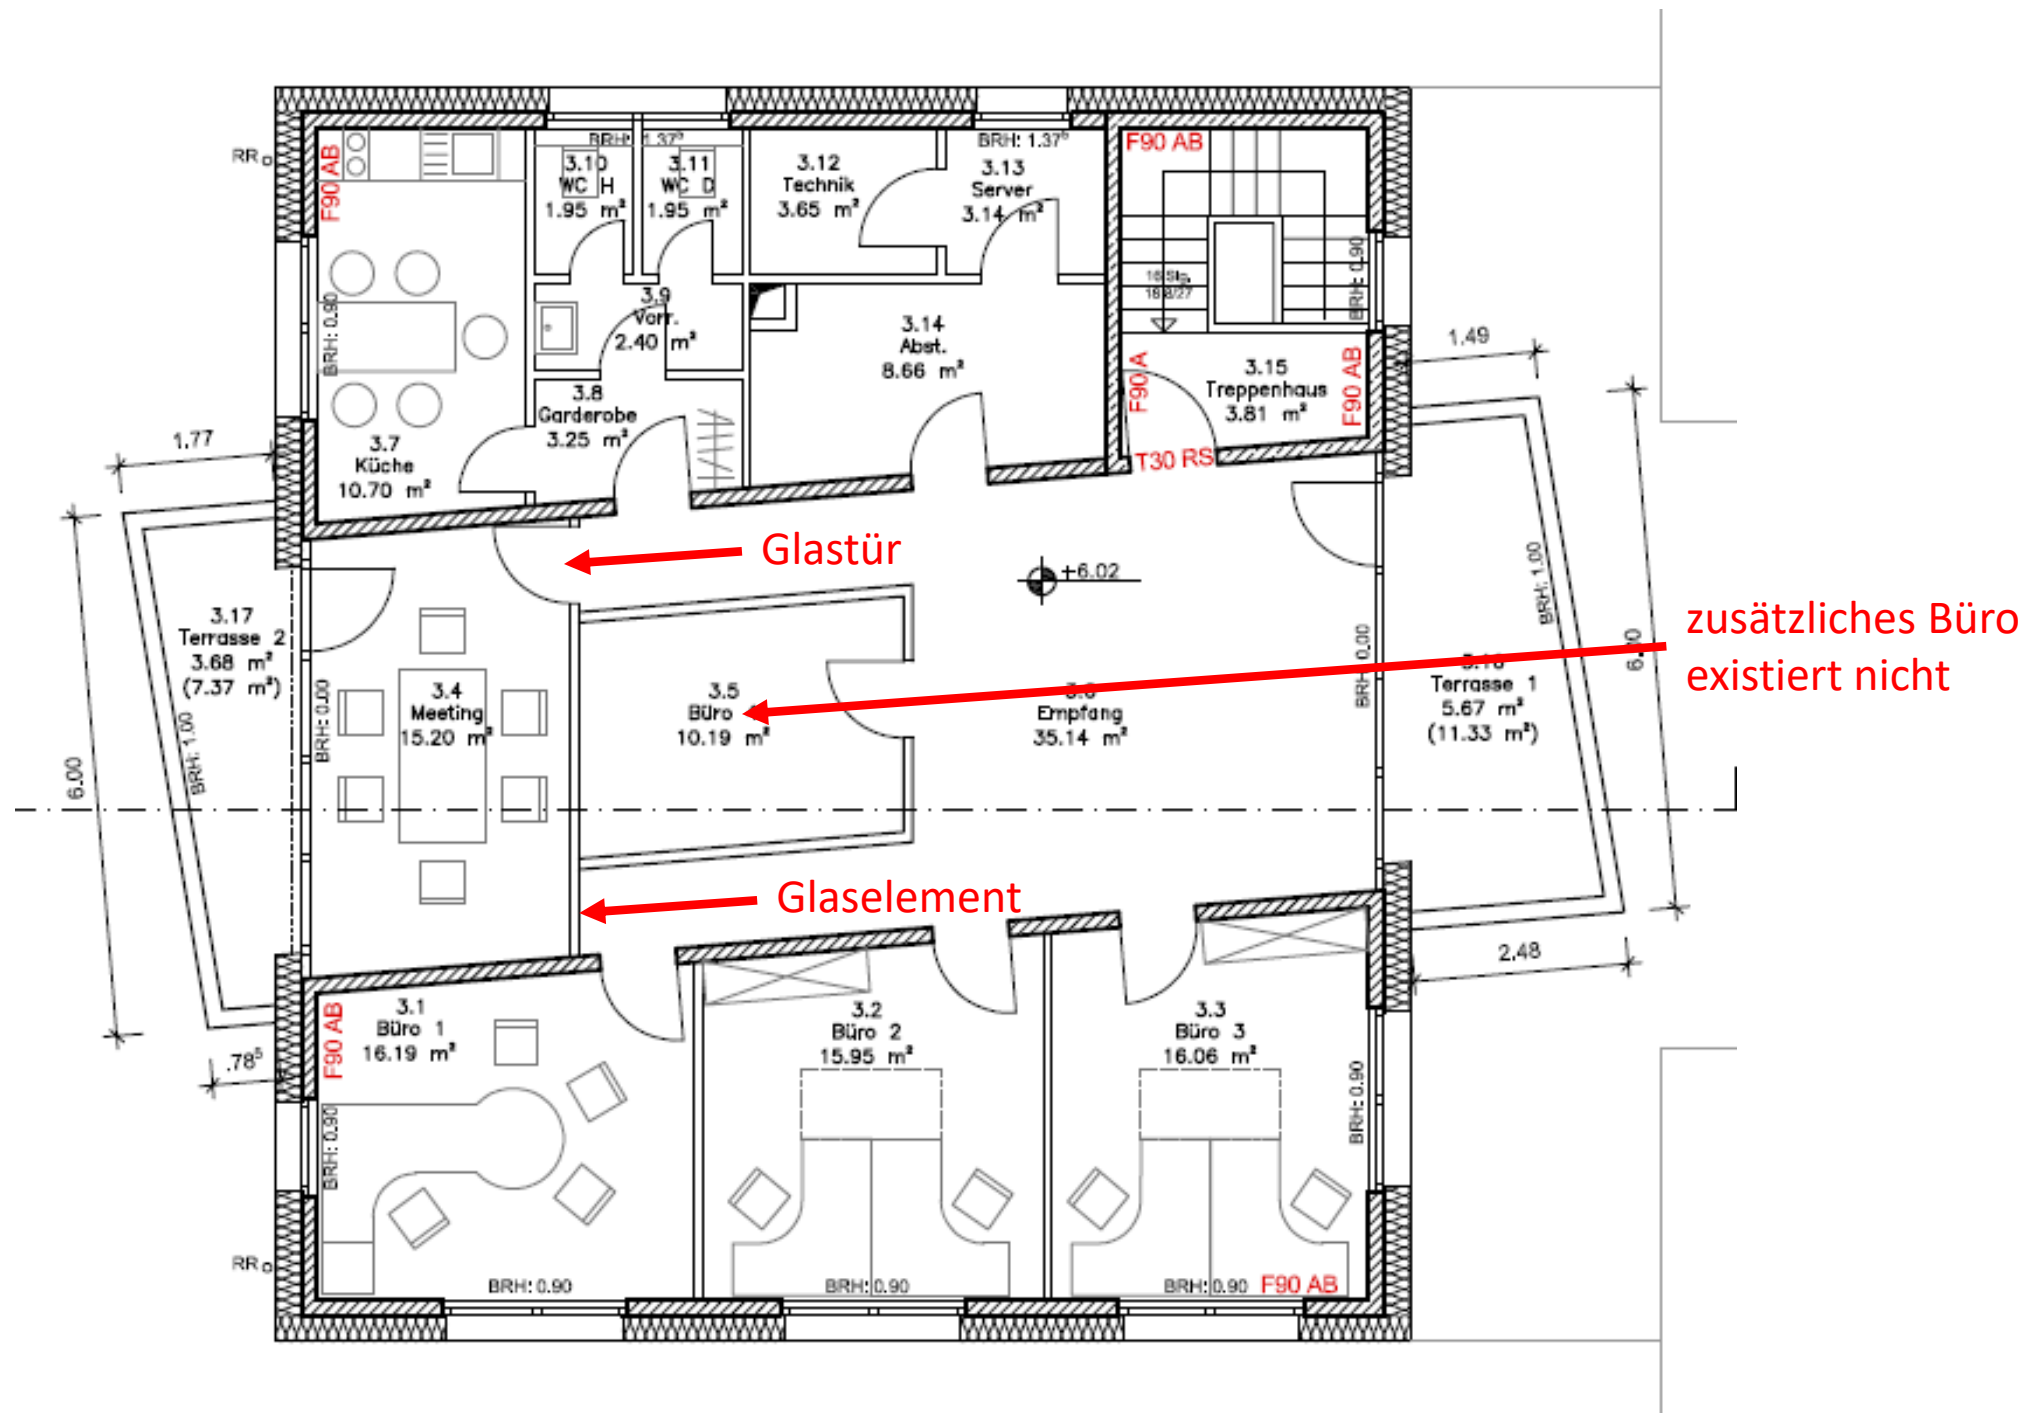 RR
F90 AB
BRH: 1.37⁵
3.10
WC H
1.95 m²
3.11
WC D
1.95 m²
3.12
Technik
3.65 m²
BRH: 1.37⁵
3.13
Server
3.14 m²
F90 AB
16 Stg.
18.8/27
BRH: 0.90
BRH: 0.90
3.9
Vorr.
2.40 m²
3.14
Abst.
8.66 m²
F90 A
3.15
Treppenhaus
3.81 m²
F90 AB
1.49
3.8
Garderobe
3.25 m²
3.7
Küche
10.70 m²
T30 RS
1.77
Glastür
+6.02
BRH: 1.00
zusätzliches Büro
existiert nicht
3.17
Terrasse 2
3.68 m²
(7.37 m²)
BRH: 1.00
6.00
BRH: 0.00
3.4
Meeting
15.20 m²
3.5
Büro
10.19 m²
Empfang
35.14 m²
BRH: 0.00
Terrasse 1
5.67 m²
(11.33 m²)
Glaselement
2.48
.78⁵
F90 AB
3.1
Büro 1
16.19 m²
3.2
Büro 2
15.95 m²
3.3
Büro 3
16.06 m²
BRH: 0.90
BRH: 0.90
RR
BRH: 0.90
BRH: 0.90
BRH: 0.90
F90 AB